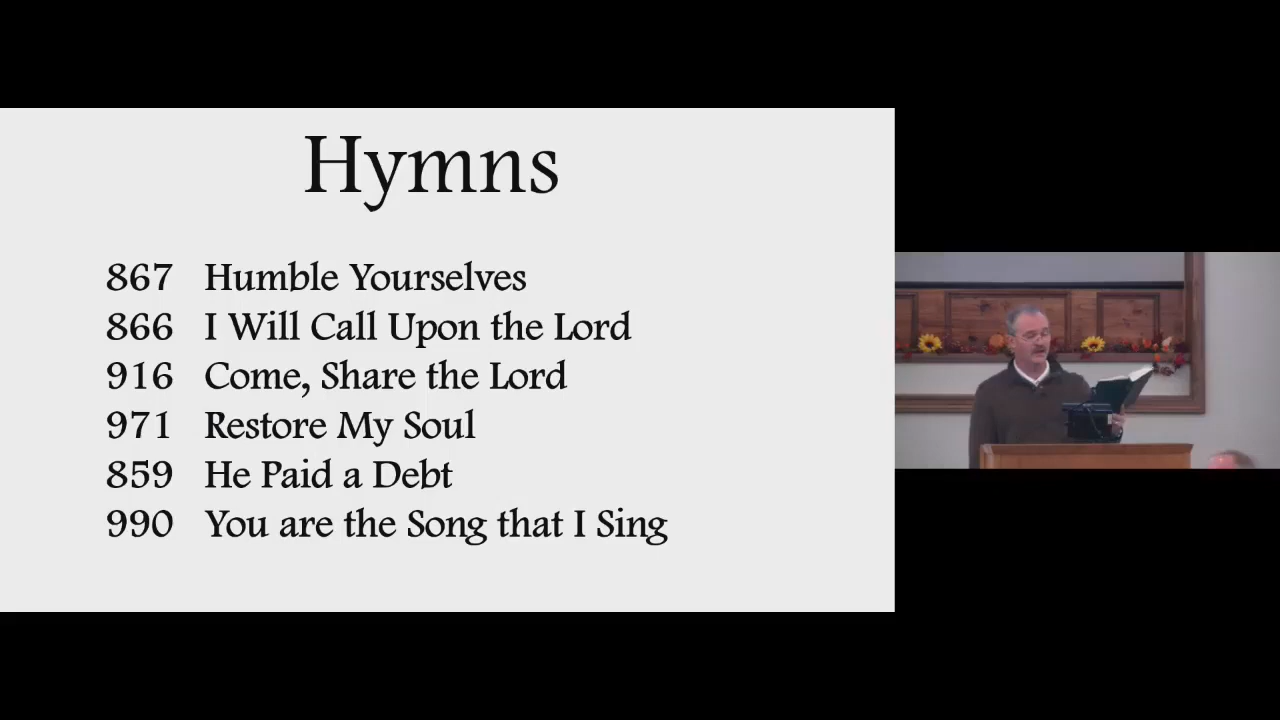 Hymns
867 Humble Yourselves
866 I Will Call Upon the Lord
916 Come, Share the Lord
971 Restore My Soul
859 He Paid a Debt
990 You are the Song that I Sing